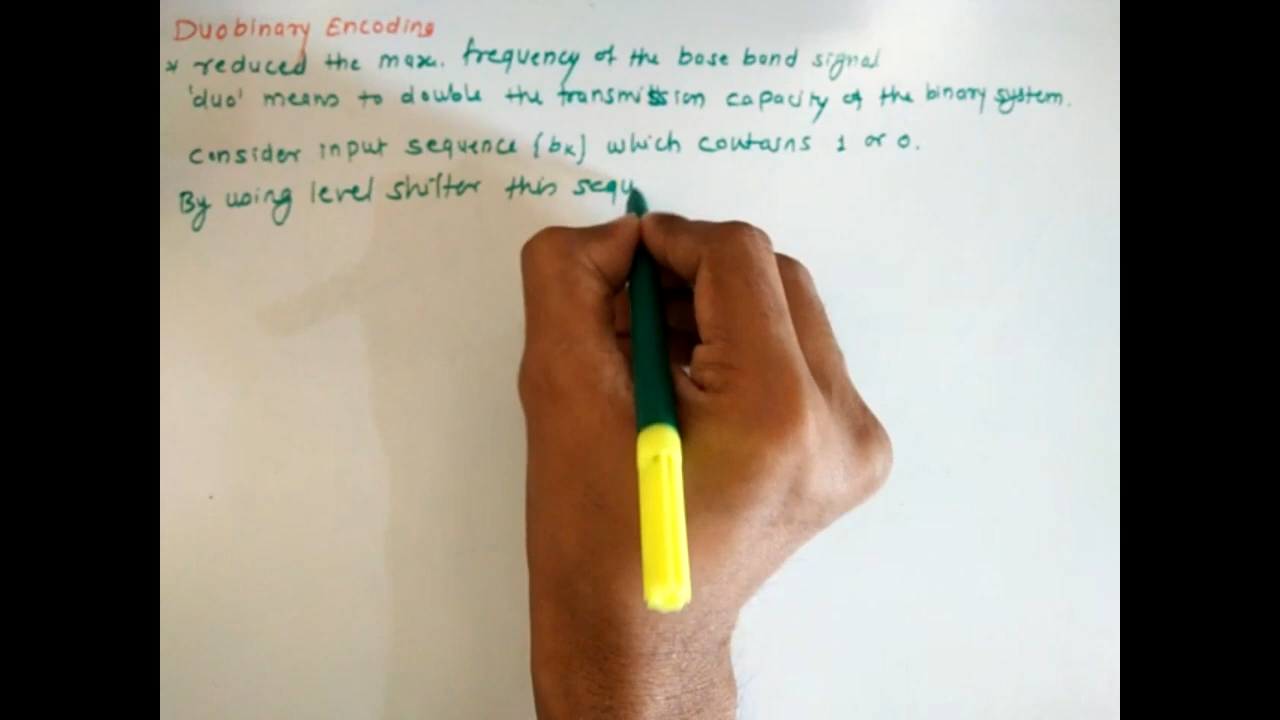 Duobinary Encoding
* reduced the max. frequency of the base band signal
'duo' means to double the transmission capacity of the binary system.
Consider input sequence {bk} which contains 1 or 0.
By using level shifter this sequ